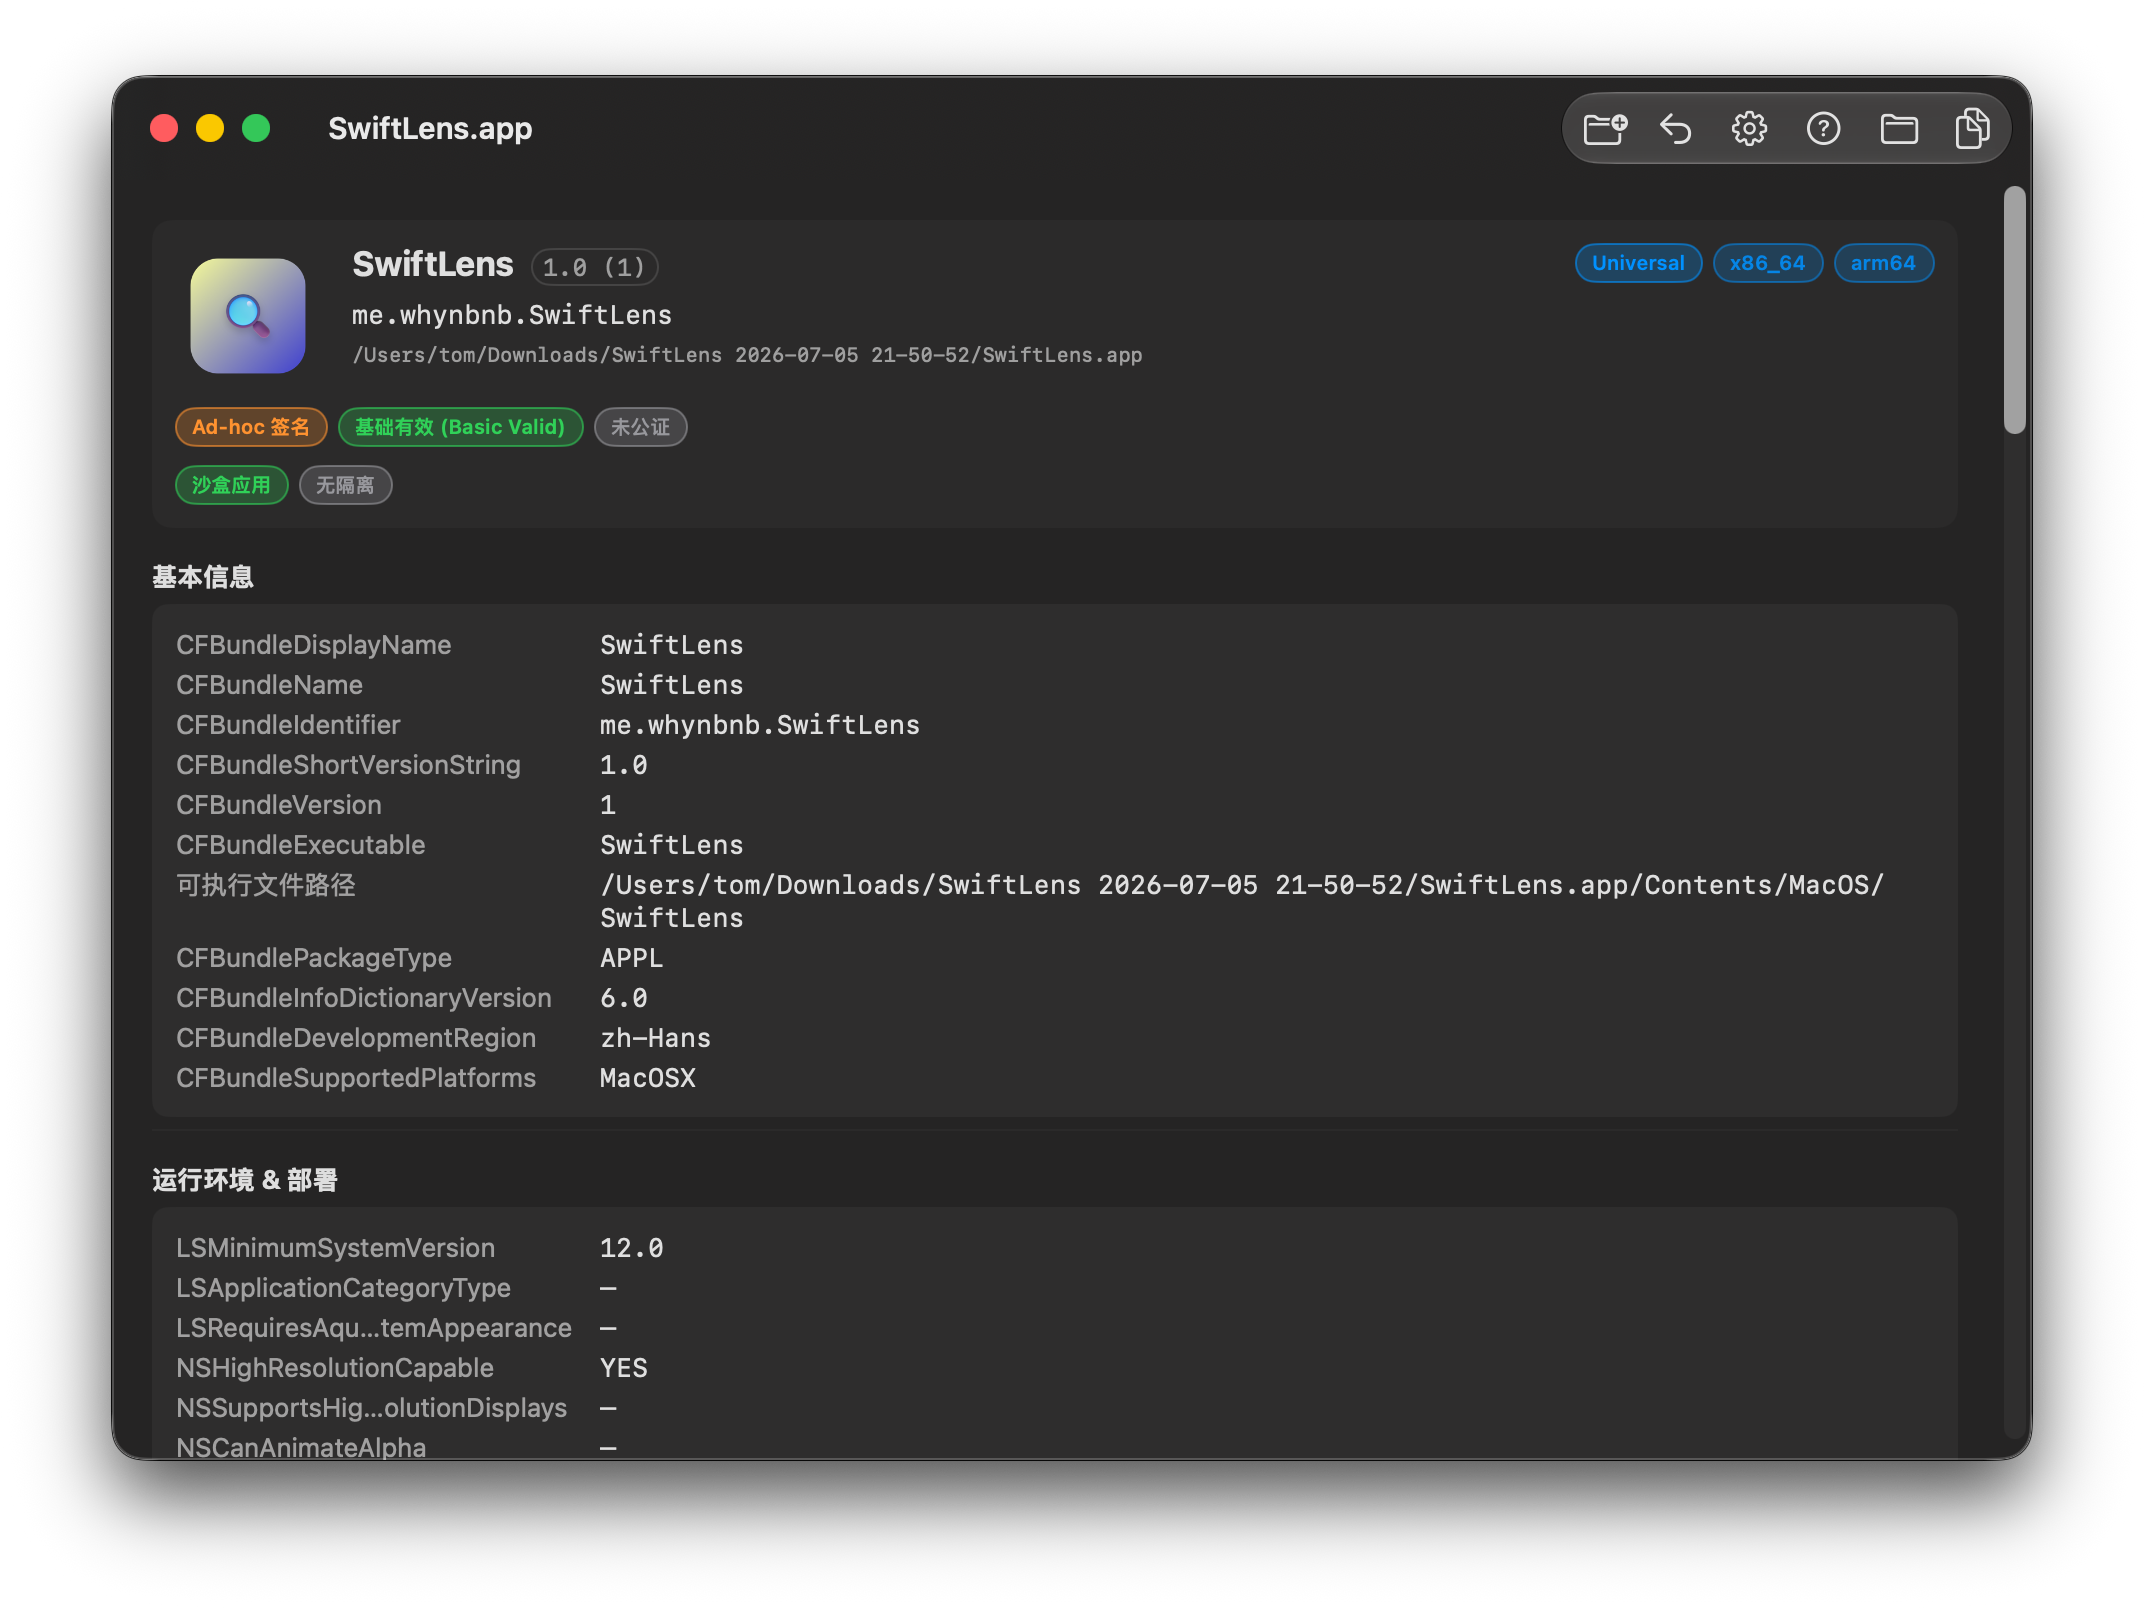 SwiftLens.app
SwiftLens 1.0 (1)
Universal x86_64 arm64
me.whynbnb.SwiftLens
/Users/tom/Downloads/SwiftLens 2026-07-05 21-50-52/SwiftLens.app
Ad-hoc 签名 基础有效 (Basic Valid) 未公证
沙盒应用 无隔离
基本信息
CFBundleDisplayName SwiftLens
CFBundleName SwiftLens
CFBundleIdentifier me.whynbnb.SwiftLens
CFBundleShortVersionString 1.0
CFBundleVersion 1
CFBundleExecutable SwiftLens
可执行文件路径 /Users/tom/Downloads/SwiftLens 2026-07-05 21-50-52/SwiftLens.app/Contents/MacOS/
SwiftLens
CFBundlePackageType APPL
CFBundleInfoDictionaryVersion 6.0
CFBundleDevelopmentRegion zh-Hans
CFBundleSupportedPlatforms MacOSX
运行环境 & 部署
LSMinimumSystemVersion 12.0
LSApplicationCategoryType —
LSRequiresAqu...temAppearance —
NSHighResolutionCapable YES
NSSupportsHig...olutionDisplays —
NSCanAnimateAlpha —